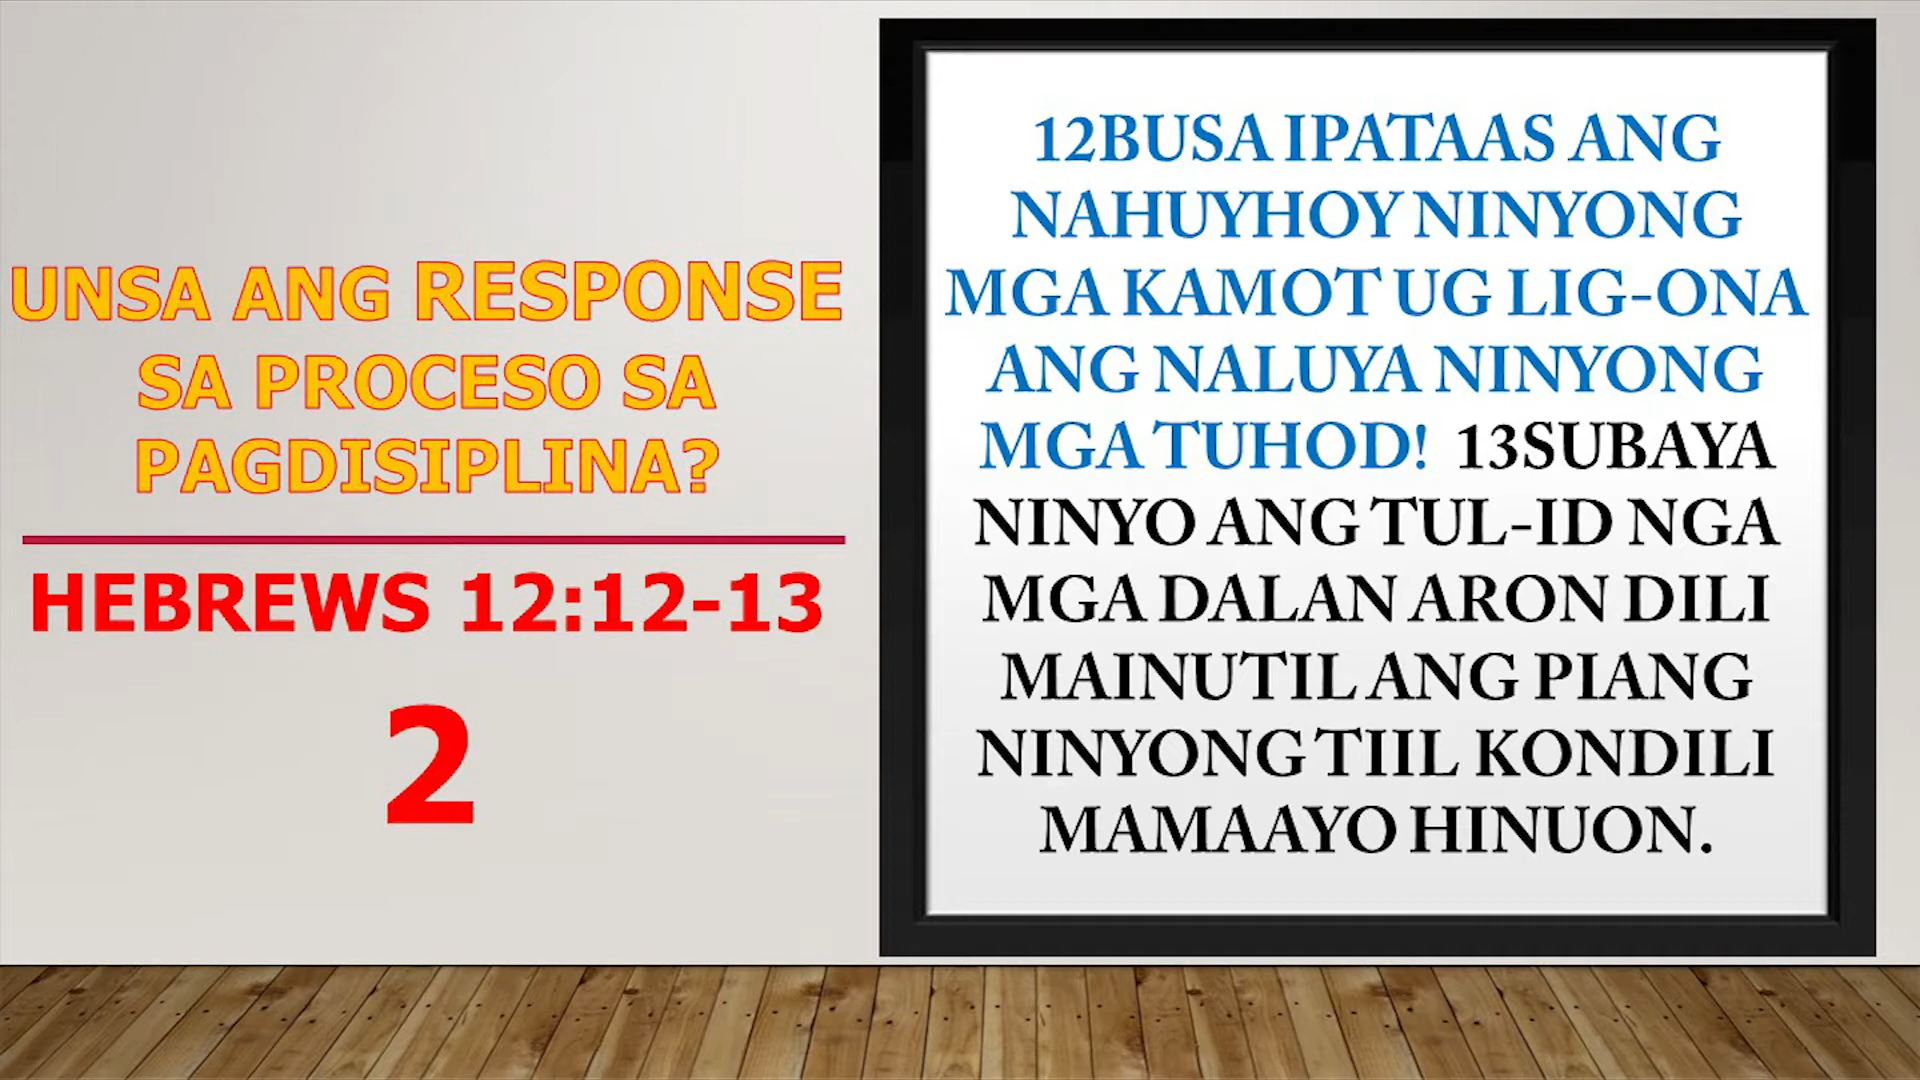 UNSA ANG RESPONSE
SA PROCESO SA
PAGDISIPLINA?
HEBREWS 12:12-13
2
12BUSA IPATAAS ANG
NAHUYHOY NINYONG
MGA KAMOT UG LIG-ONA
ANG NALUYA NINYONG
MGA TUHOD! 13SUBAYA
NINYO ANG TUL-ID NGA
MGA DALAN ARON DILI
MAINUTIL ANG PIANG
NINYONG TIIL KONDILI
MAMAAYO HINUON.